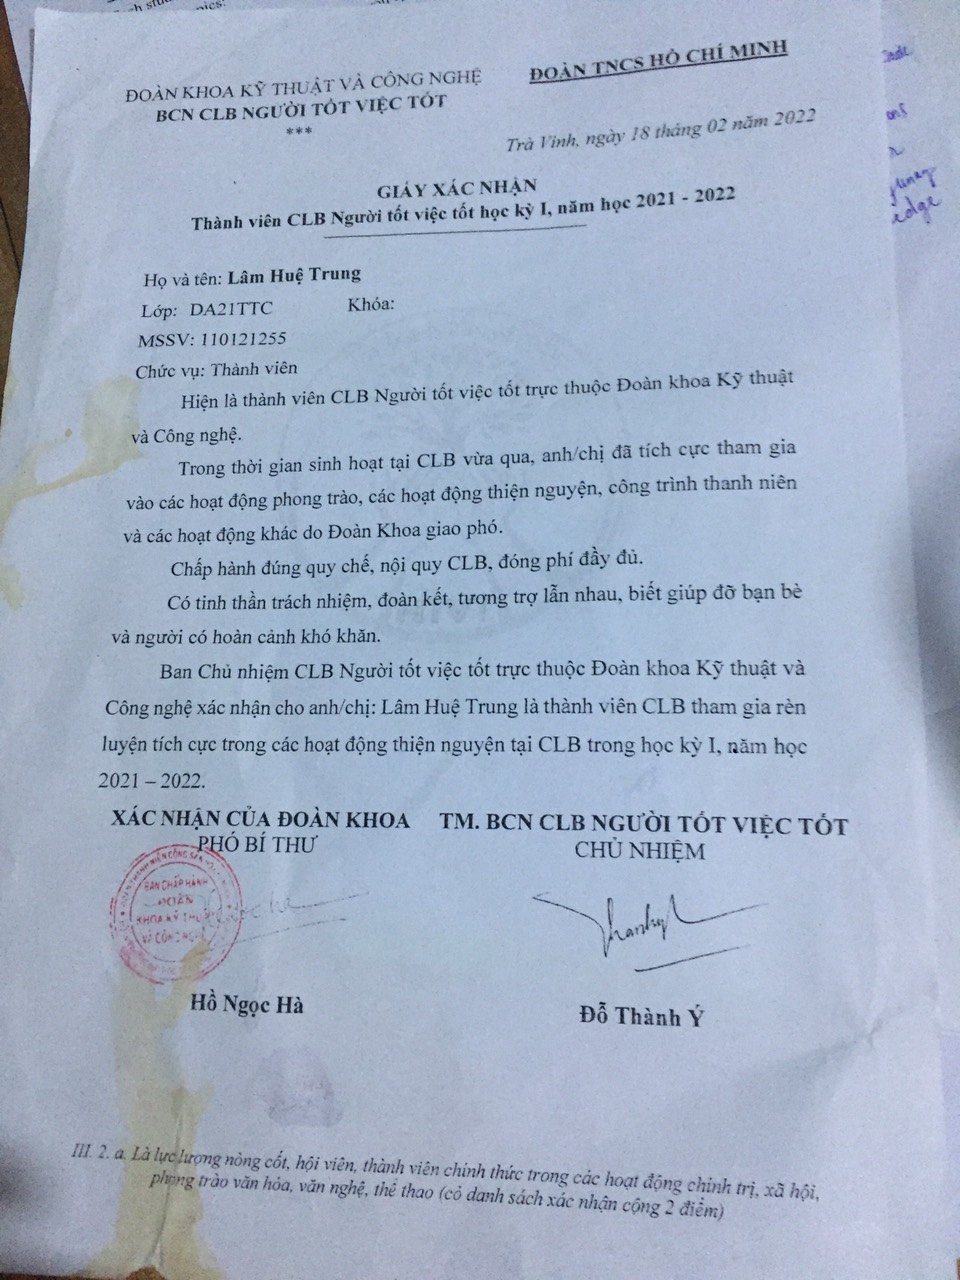 ĐOÀN KHOA KỸ THUẬT VÀ CÔNG NGHỆ
BCN CLB NGƯỜI TỐT VIỆC TỐT
***
ĐOÀN TNCS HỒ CHÍ MINH
Trà Vinh, ngày 18 tháng 02 năm 2022
GIẤY XÁC NHẬN
Thành viên CLB Người tốt việc tốt học kỳ I, năm học 2021 - 2022
Họ và tên: Lâm Huệ Trung
Lớp: DA21TTC Khóa:
MSSV: 110121255
Chức vụ: Thành viên
Hiện là thành viên CLB Người tốt việc tốt trực thuộc Đoàn khoa Kỹ thuật
và Công nghệ.
Trong thời gian sinh hoạt tại CLB vừa qua, anh/chị đã tích cực tham gia
vào các hoạt động phong trào, các hoạt động thiện nguyện, công trình thanh niên
và các hoạt động khác do Đoàn Khoa giao phó.
Chấp hành đúng quy chế, nội quy CLB, đóng phí đầy đủ.
Có tinh thần trách nhiệm, đoàn kết, tương trợ lẫn nhau, biết giúp đỡ bạn bè
và người có hoàn cảnh khó khăn.
Ban Chủ nhiệm CLB Người tốt việc tốt trực thuộc Đoàn khoa Kỹ thuật và
Công nghệ xác nhận cho anh/chị: Lâm Huệ Trung là thành viên CLB tham gia rèn
luyện tích cực trong các hoạt động thiện nguyện tại CLB trong học kỳ I, năm học
2021 – 2022.
XÁC NHẬN CỦA ĐOÀN KHOA
PHÓ BÍ THƯ
BAN CHẤP HÀNH
ĐOÀN
KHOA KỸ THUẬT
VÀ CÔNG NGHỆ
Hồ Ngọc Hà
TM. BCN CLB NGƯỜI TỐT VIỆC TỐT
CHỦ NHIỆM
Đỗ Thành Ý
III. 2. a. Là lực lượng nòng cốt, hội viên, thành viên chính thức trong các hoạt động chính trị, xã hội,
phong trào văn hóa, văn nghệ, thể thao (có danh sách xác nhận cộng 2 điểm)